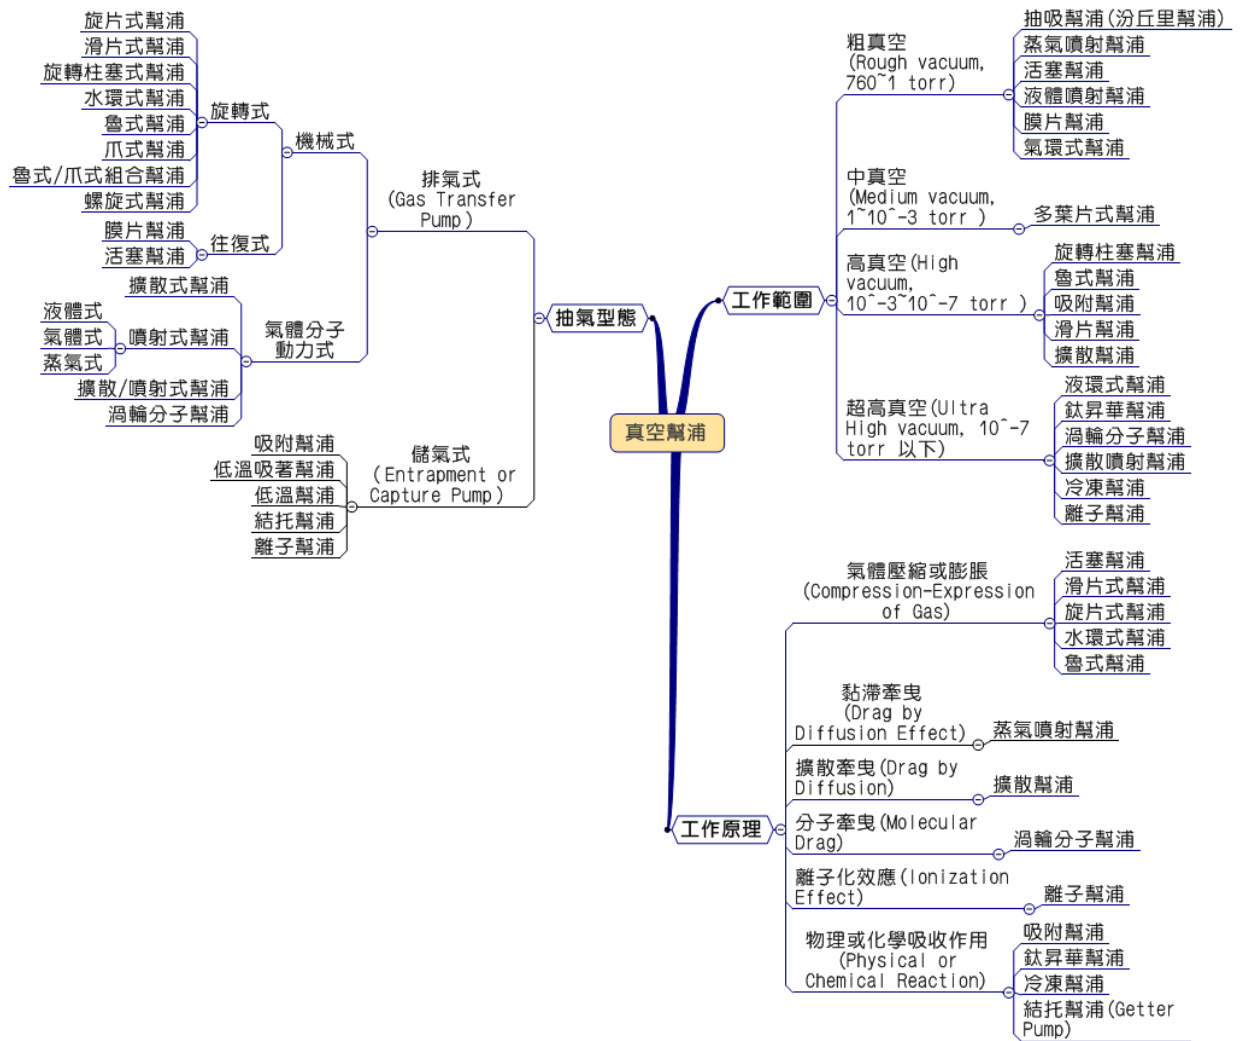 真空幫浦
抽氣型態
排氣式
(Gas Transfer
Pump)
機械式
旋轉式
旋片式幫浦
滑片式幫浦
旋轉柱塞式幫浦
水環式幫浦
魯式幫浦
爪式幫浦
魯式/爪式組合幫浦
螺旋式幫浦
往復式
膜片幫浦
活塞幫浦
氣體分子
動力式
擴散式幫浦
噴射式幫浦
液體式
氣體式
蒸氣式
擴散/噴射式幫浦
渦輪分子幫浦
儲氣式
(Entrapment or
Capture Pump)
吸附幫浦
低溫吸著幫浦
低溫幫浦
結托幫浦
離子幫浦
工作範圍
粗真空
(Rough vacuum,
760~1 torr)
抽吸幫浦(汾丘里幫浦)
蒸氣噴射幫浦
活塞幫浦
液體噴射幫浦
膜片幫浦
氣環式幫浦
中真空
(Medium vacuum,
1~10^-3 torr )
多葉片式幫浦
高真空(High
vacuum,
10^-3~10^-7 torr )
旋轉柱塞幫浦
魯式幫浦
吸附幫浦
滑片幫浦
擴散幫浦
超高真空(Ultra
High vacuum, 10^-7
torr 以下)
液環式幫浦
鈦昇華幫浦
渦輪分子幫浦
擴散噴射幫浦
冷凍幫浦
離子幫浦
工作原理
氣體壓縮或膨脹
(Compression-Expression
of Gas)
活塞幫浦
滑片式幫浦
旋片式幫浦
水環式幫浦
魯式幫浦
黏滯牽曳
(Drag by
Diffusion Effect)
蒸氣噴射幫浦
擴散牽曳(Drag by
Diffusion)
擴散幫浦
分子牽曳(Molecular
Drag)
渦輪分子幫浦
離子化效應(Ionization
Effect)
離子幫浦
物理或化學吸收作用
(Physical or
Chemical Reaction)
吸附幫浦
鈦昇華幫浦
冷凍幫浦
結托幫浦(Getter
Pump)